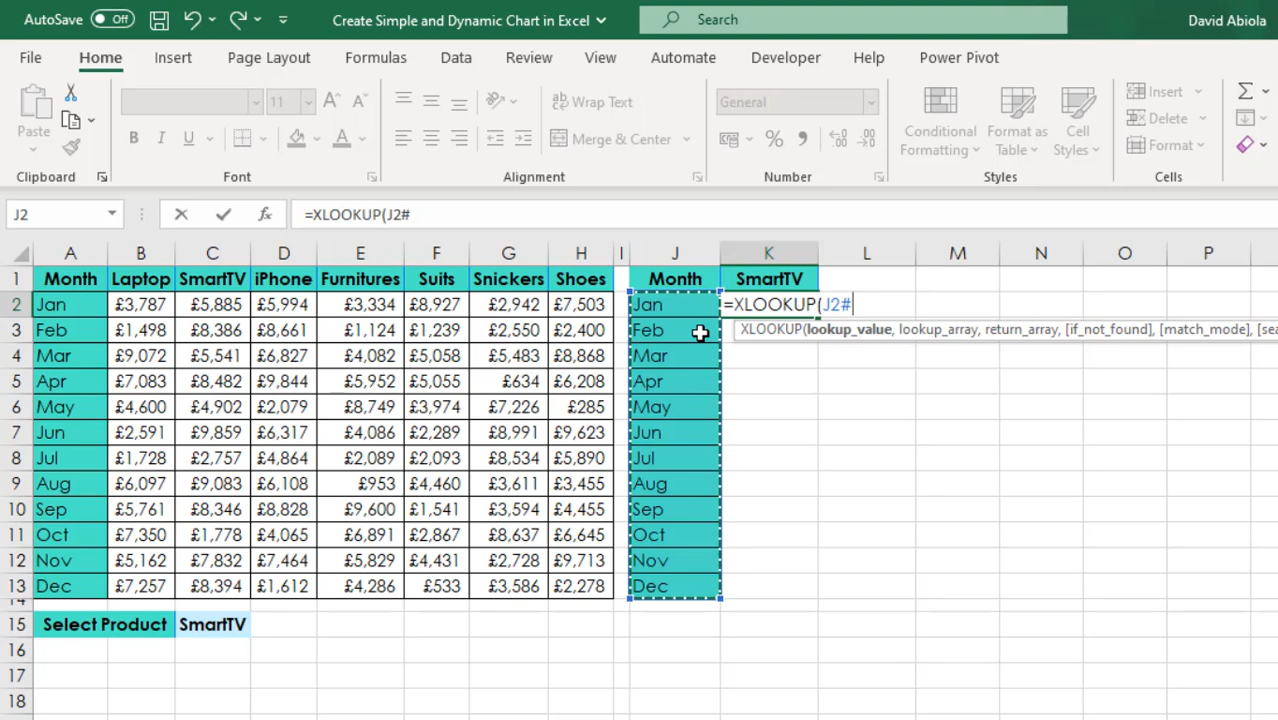 AutoSave Off Create Simple and Dynamic Chart in Excel Search David Abiola
File Home Insert Page Layout Formulas Data Review View Automate Developer Help Power Pivot
Paste 11 A A ab Wrap Text General Conditional Formatting Format as Table Cell Styles Insert
B I U A Merge & Center % , Delete
Format
Clipboard Font Alignment Number Styles Cells
J2 fx =XLOOKUP(J2#
A B C D E F G H I J K L M N O P
1 Month Laptop SmartTV iPhone Furnitures Suits Snickers Shoes Month SmartTV
2 Jan £3,787 £5,885 £5,994 £3,334 £8,927 £2,942 £7,503 Jan =XLOOKUP(J2#
3 Feb £1,498 £8,386 £8,661 £1,124 £1,239 £2,550 £2,400 Feb XLOOKUP(lookup_value, lookup_array, return_array, [if_not_found], [match_mode], [sea
4 Mar £9,072 £5,541 £6,827 £4,082 £5,058 £5,483 £8,868 Mar
5 Apr £7,083 £8,482 £9,844 £5,952 £5,055 £634 £6,208 Apr
6 May £4,600 £4,902 £2,079 £8,749 £3,974 £7,226 £285 May
7 Jun £2,591 £9,859 £6,317 £4,086 £2,289 £8,991 £9,623 Jun
8 Jul £1,728 £2,757 £4,864 £2,089 £2,093 £8,534 £5,890 Jul
9 Aug £6,097 £9,083 £6,108 £953 £4,460 £3,611 £3,455 Aug
10 Sep £5,761 £8,346 £8,828 £9,600 £1,541 £3,594 £4,455 Sep
11 Oct £7,350 £1,778 £4,065 £6,891 £2,867 £8,637 £6,645 Oct
12 Nov £5,162 £7,832 £7,464 £5,829 £4,431 £2,728 £9,713 Nov
13 Dec £7,257 £8,394 £1,612 £4,286 £533 £3,586 £2,278 Dec
14
15 Select Product SmartTV
16
17
18